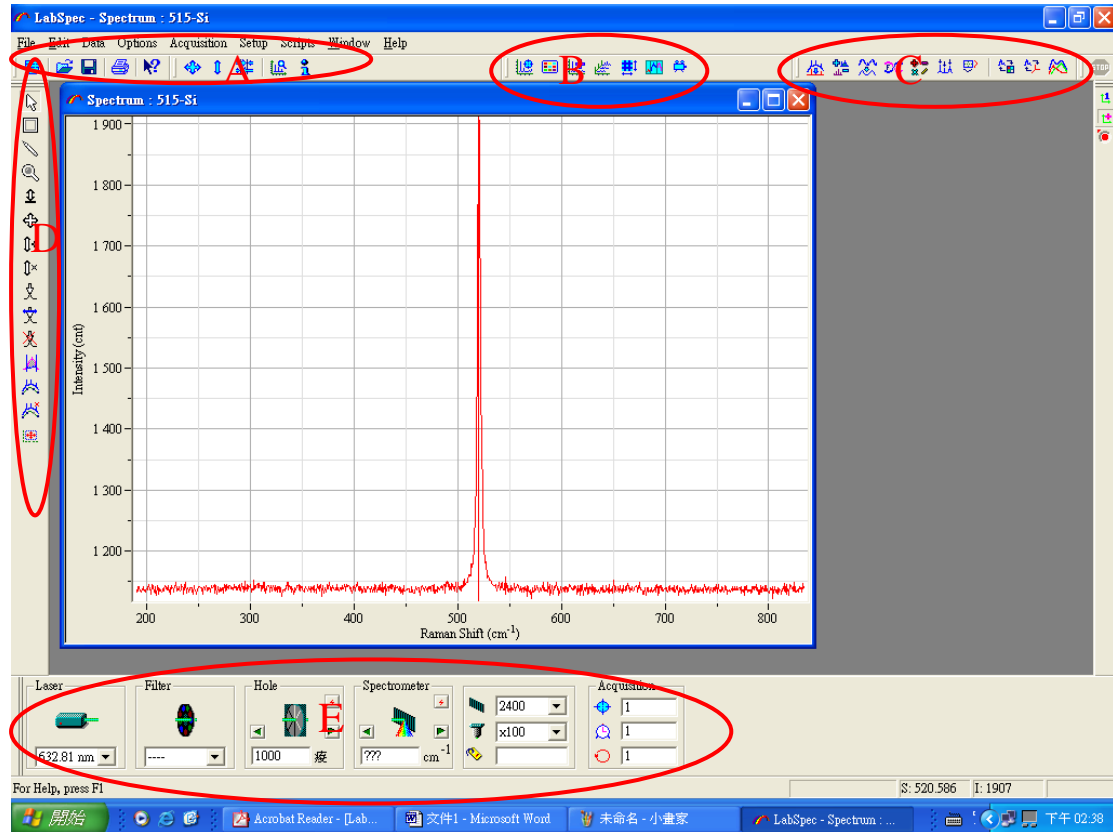 LabSpec - Spectrum : 515-Si
File Edit Data Options Acquisition Setup Scripts Window Help
A
B
C
STOP
Spectrum : 515-Si
D
1 900
1 800
1 700
1 600
1 500
1 400
1 300
1 200
Intensity (cnt)
200 300 400 500 600 700 800
Raman Shift (cm-1)
Laser Filter Hole Spectrometer Acquisition
E
2400 1
x100 1
632.81 nm ---- 1000 疫 ??? cm-1 1
For Help, press F1 S: 520.586 I: 1907
開始 Acrobat Reader - [Lab... 文件1 - Microsoft Word 未命名 - 小畫家 LabSpec - Spectrum : ... 下午 02:38